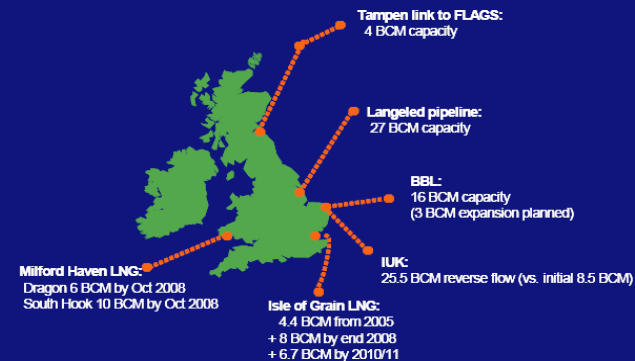 Tampen link to FLAGS:
4 BCM capacity
Langeled pipeline:
27 BCM capacity
BBL:
16 BCM capacity
(3 BCM expansion planned)
IUK:
25.5 BCM reverse flow (vs. initial 8.5 BCM)
Milford Haven LNG:
Dragon 6 BCM by Oct 2008
South Hook 10 BCM by Oct 2008
Isle of Grain LNG:
4.4 BCM from 2005
+ 8 BCM by end 2008
+ 6.7 BCM by 2010/11